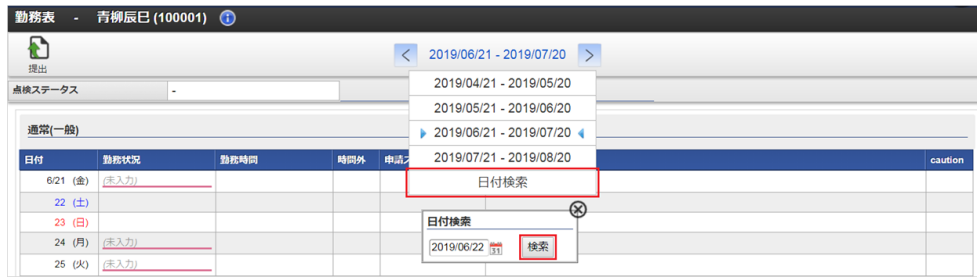 勤務表 - 青柳辰巳 (100001)
提出
2019/06/21 - 2019/07/20
点検ステータス -
2019/04/21 - 2019/05/20
2019/05/21 - 2019/06/20
2019/06/21 - 2019/07/20
2019/07/21 - 2019/08/20
日付検索
通常(一般)
日付 勤務状況 勤務時間 時間外 申請ス caution
6/21 (金) (未入力)
22 (土)
23 (日)
24 (月) (未入力)
25 (火) (未入力)
日付検索
2019/06/22 31 検索